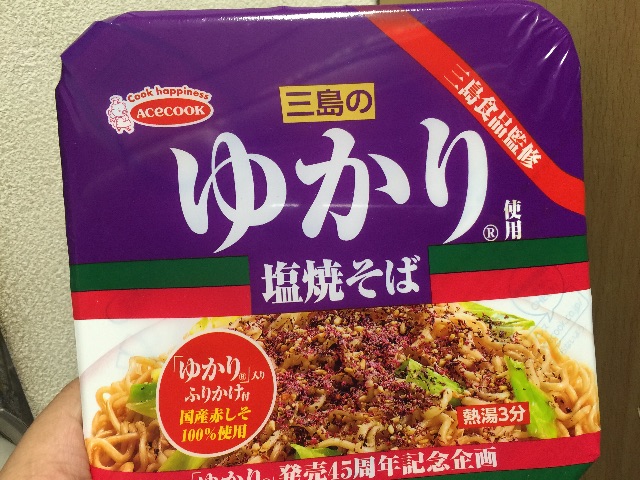 Cook happiness
ACECOOK
三島食品監修
三島の
ゆかり®使用
塩焼そば
「ゆかり®」入り
ふりかけ付
国産赤しそ
100%使用
熱湯3分
「ゆかり®」発売45周年記念企画